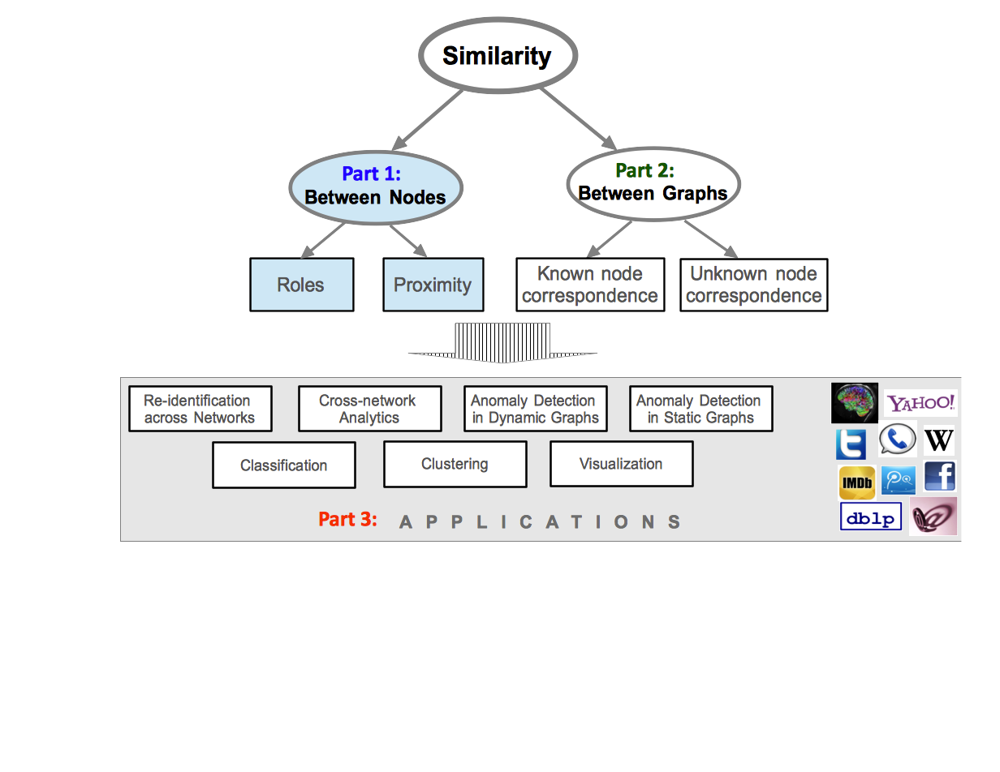 Similarity
Part 1:
Between Nodes
Part 2:
Between Graphs
Roles
Proximity
Known node
correspondence
Unknown node
correspondence
Re-identification
across Networks
Cross-network
Analytics
Anomaly Detection
in Dynamic Graphs
Anomaly Detection
in Static Graphs
Classification
Clustering
Visualization
Part 3: A P P L I C A T I O N S
YAHOO!
t
W
IMDb
f
dblp